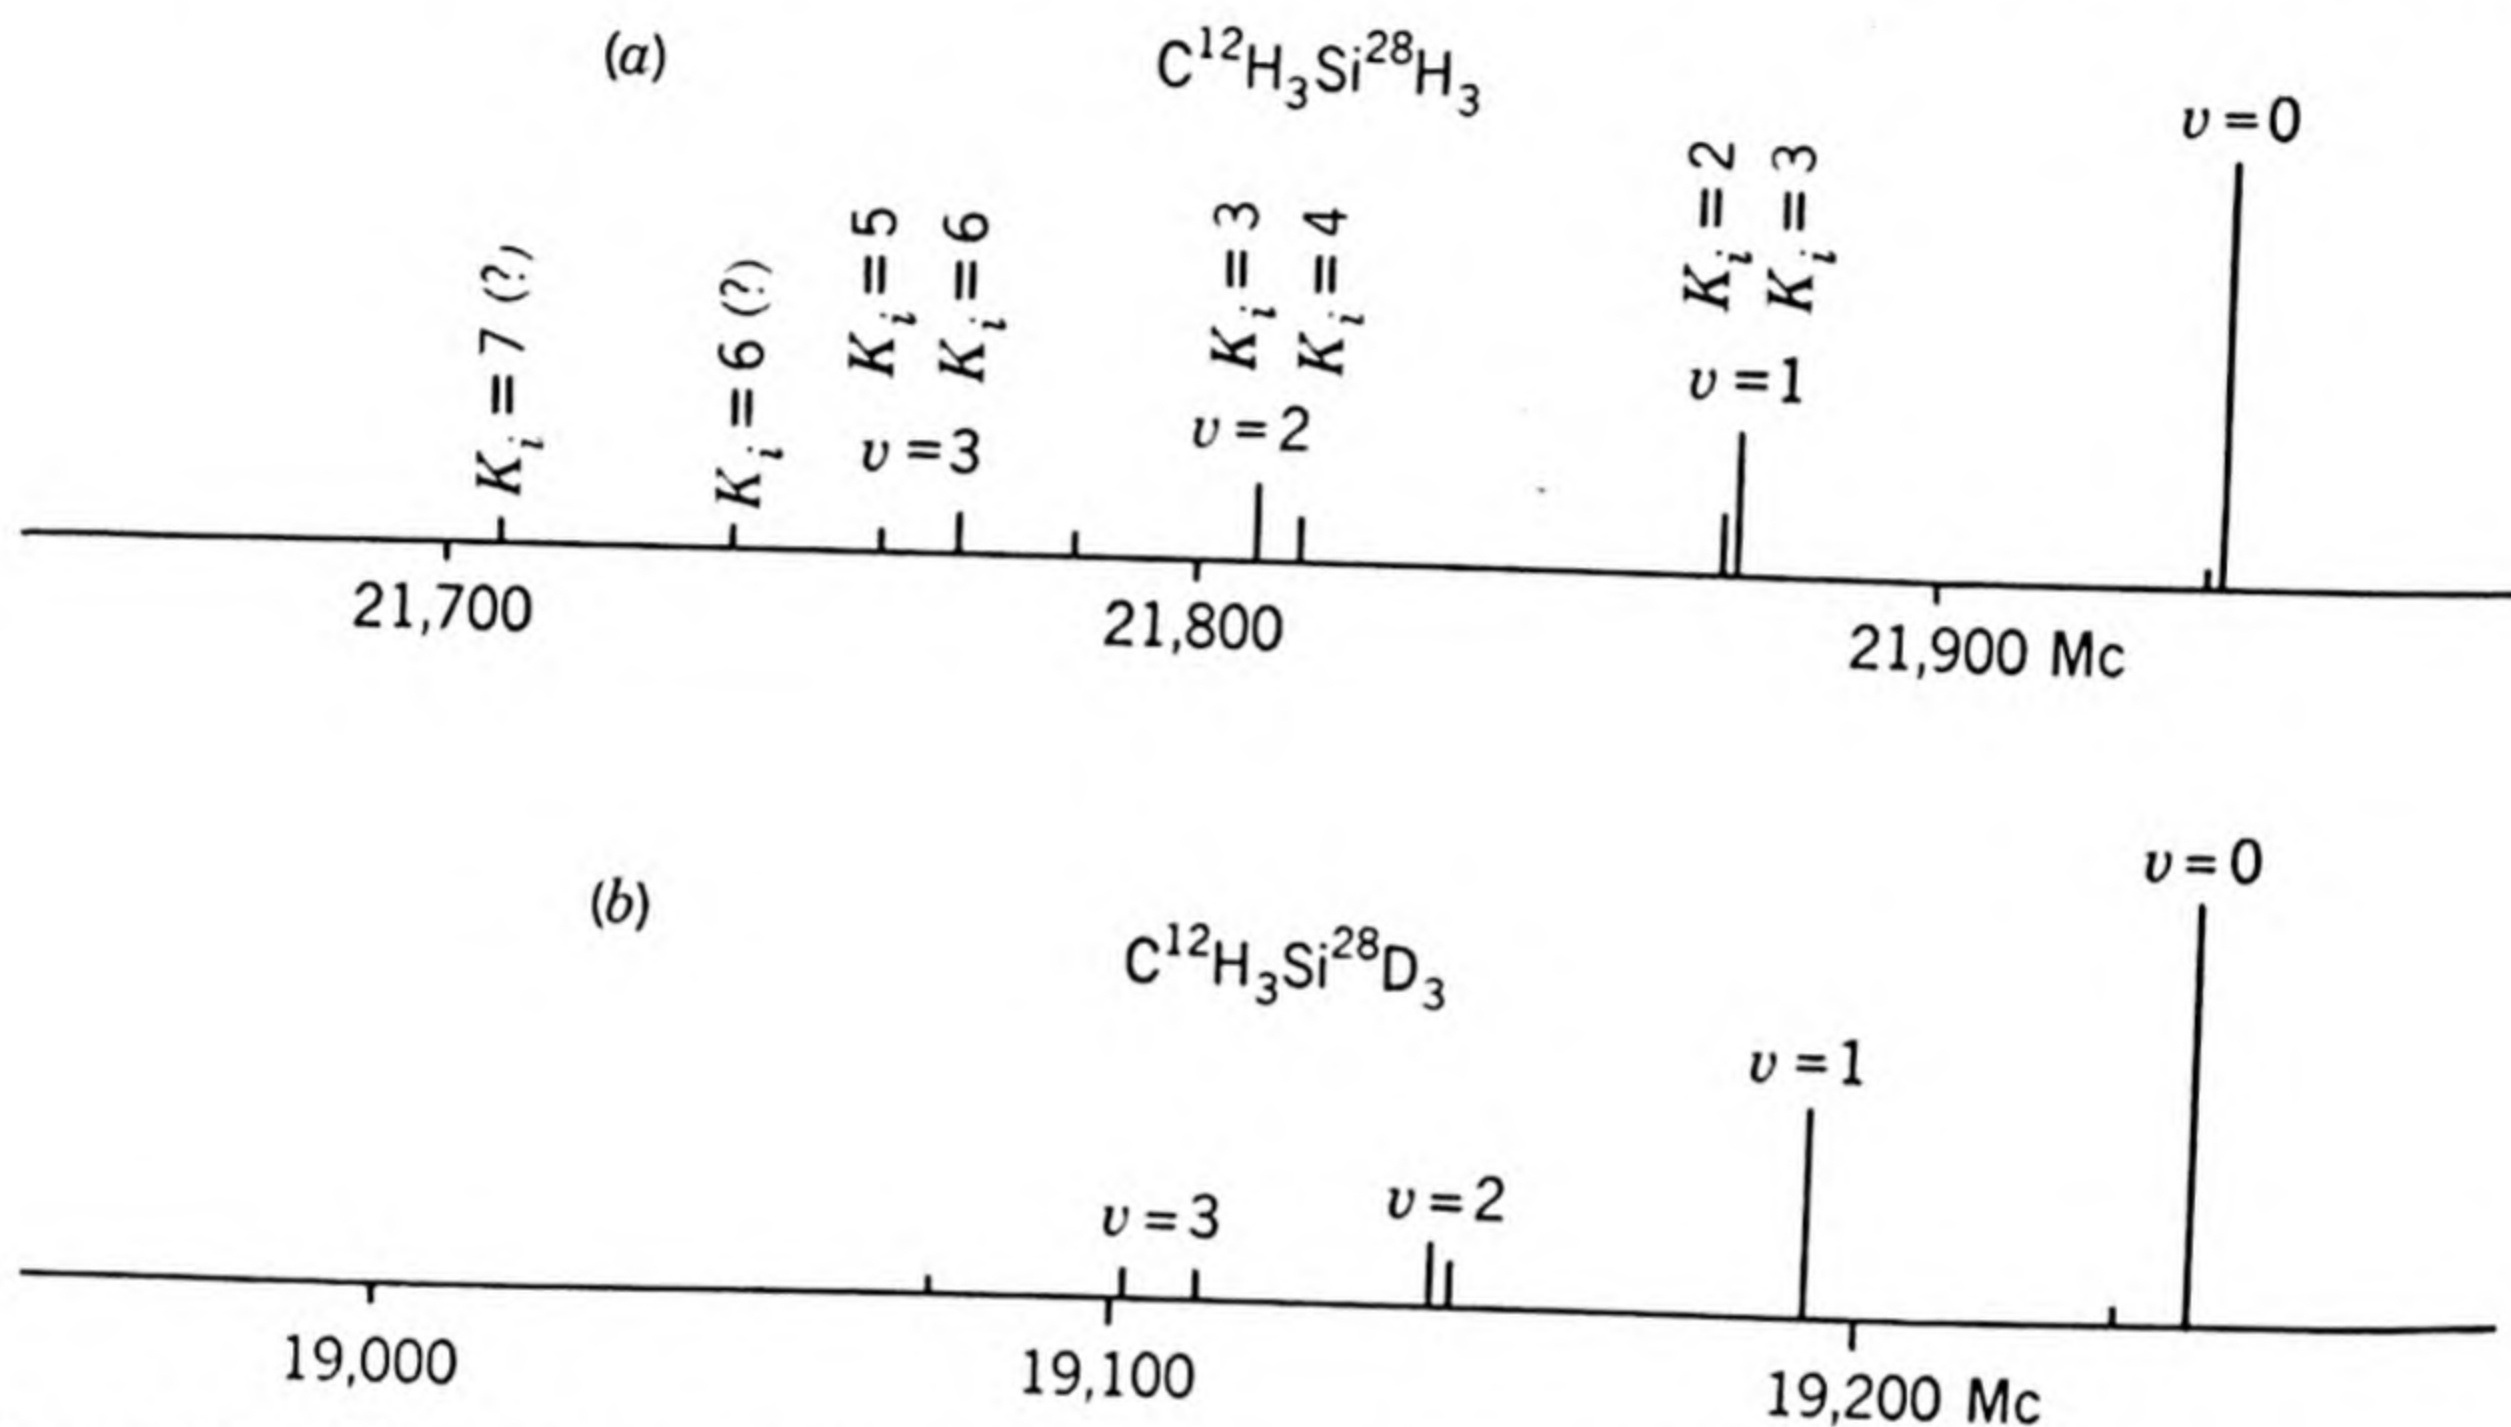 (a)
C¹²H₃Si²⁸H₃
v=0
Kᵢ=2
Kᵢ=3
v=1
Kᵢ=3
Kᵢ=4
v=2
Kᵢ=5
Kᵢ=6
v=3
Kᵢ=6 (?)
Kᵢ=7 (?)
21,700
21,800
21,900 Mc
(b)
C¹²H₃Si²⁸D₃
v=0
v=1
v=2
v=3
19,000
19,100
19,200 Mc